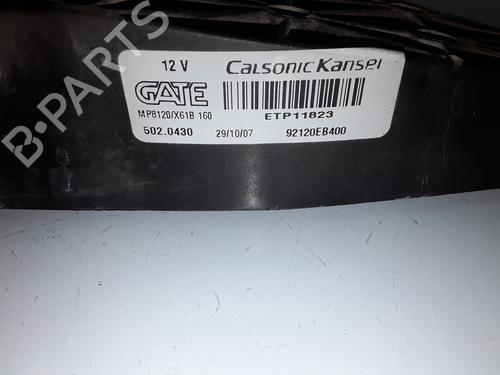 12 V
Calsonic Kansei
GATE
MP8120/X61B 160
ETP11823
502.0430
29/10/07
92120EB400
B-PARTS